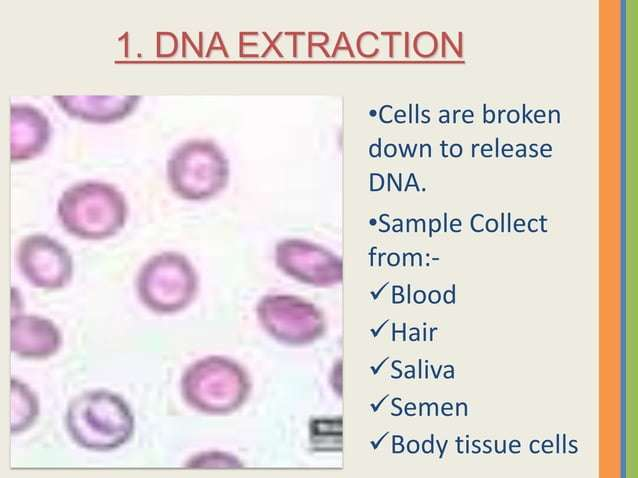 1. DNA EXTRACTION
•Cells are broken
down to release
DNA.
•Sample Collect
from:-
✓Blood
✓Hair
✓Saliva
✓Semen
✓Body tissue cells